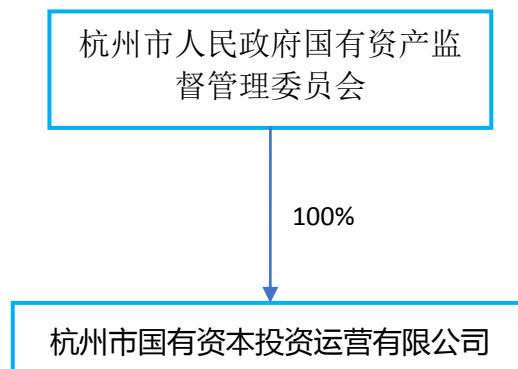 杭州市人民政府国有资产监
督管理委员会
100%
杭州市国有资本投资运营有限公司